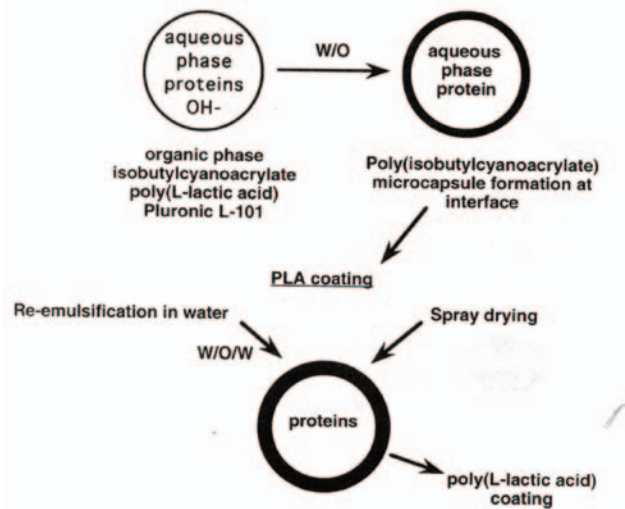 aqueous
phase
proteins
OH-
W/O
aqueous
phase
protein
organic phase
isobutylcyanoacrylate
poly(L-lactic acid)
Pluronic L-101
Poly(isobutylcyanoacrylate)
microcapsule formation at
interface
PLA coating
Re-emulsification in water
Spray drying
W/O/W
proteins
poly(L-lactic acid)
coating